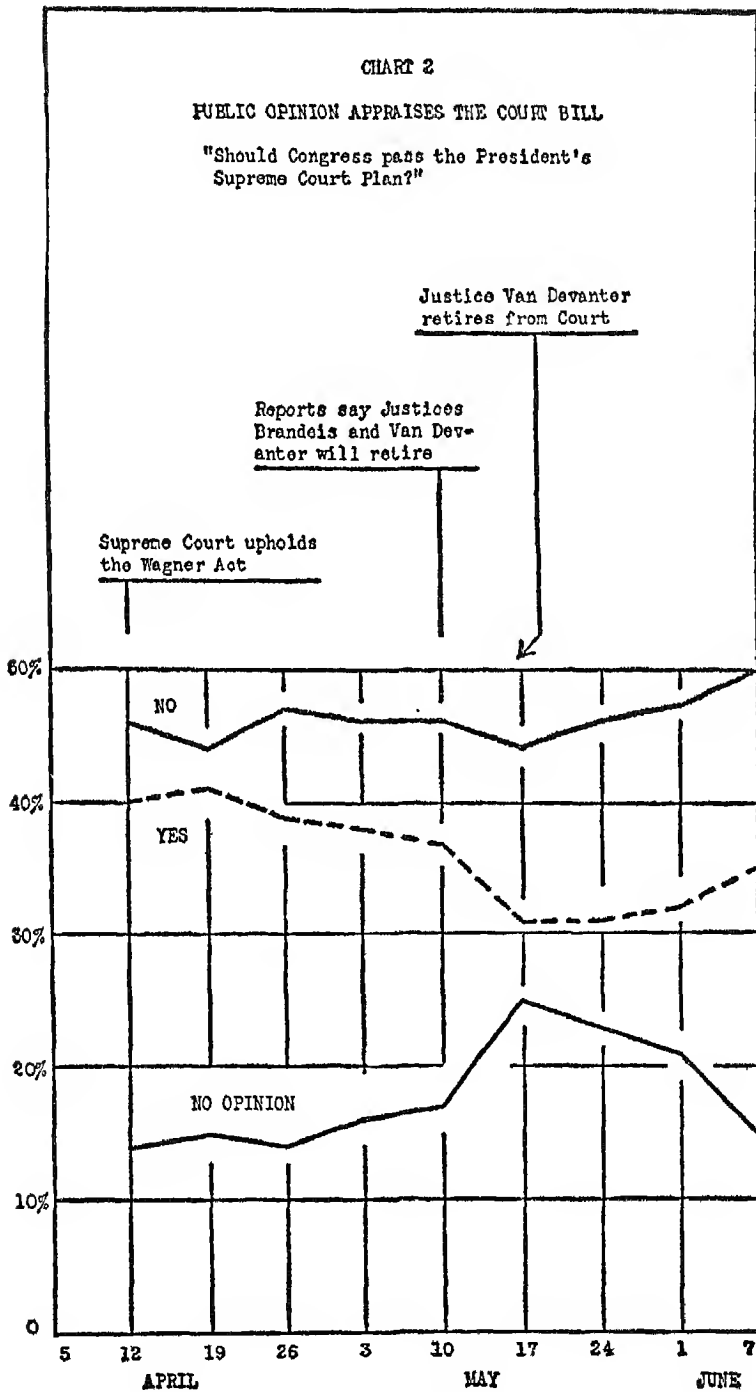 CHART 2
PUBLIC OPINION APPRAISES THE COURT BILL
"Should Congress pass the President's
Supreme Court Plan?"
Justice Van Devanter
retires from Court
Reports say Justices
Brandeis and Van Dev-
anter will retire
Supreme Court upholds
the Wagner Act
50%
NO
40%
YES
30%
20%
NO OPINION
10%
0
5 12 19 26 3 10 17 24 1 7
APRIL MAY JUNE